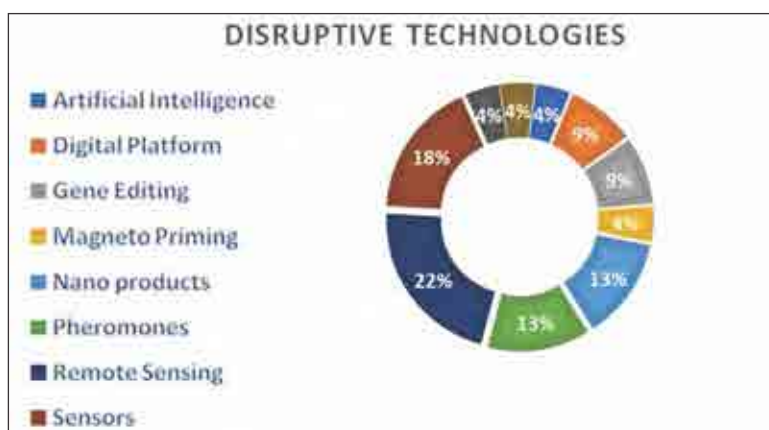 DISRUPTIVE TECHNOLOGIES
Artificial Intelligence
Digital Platform
Gene Editing
Magneto Priming
Nano products
Pheromones
Remote Sensing
Sensors
4%
9%
9%
4%
13%
13%
22%
18%
4%
4%